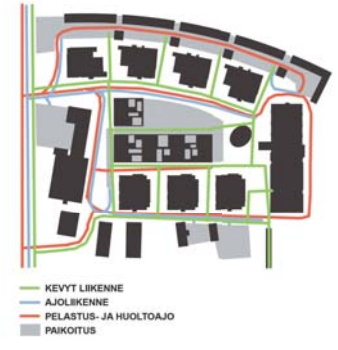 KEVYT LIIKENNE
AJOLIIKENNE
PELASTUS- JA HUOLTOAJO
PAIKOITUS